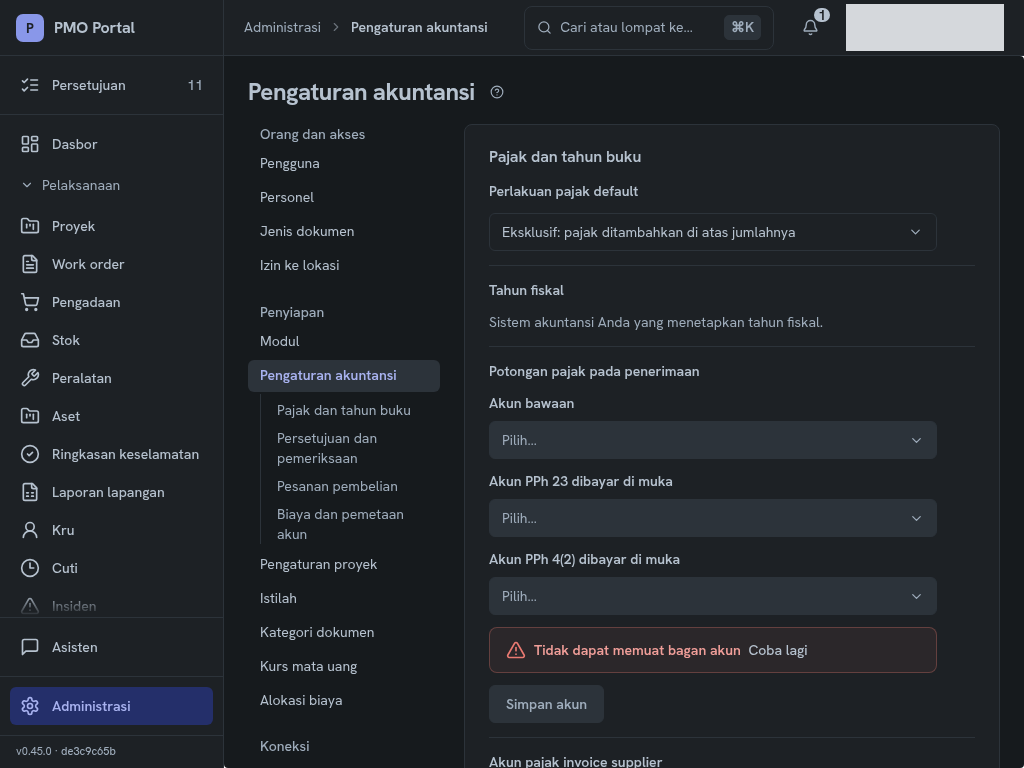 P PMO Portal
Administrasi > Pengaturan akuntansi
Cari atau lompat ke… ⌘K
1
Persetujuan 11
Dasbor
Pelaksanaan
Proyek
Work order
Pengadaan
Stok
Peralatan
Aset
Ringkasan keselamatan
Laporan lapangan
Kru
Cuti
Insiden
Asisten
Administrasi
v0.45.0 · de3c9c65b
Pengaturan akuntansi
Orang dan akses
Pengguna
Personel
Jenis dokumen
Izin ke lokasi
Penyiapan
Modul
Pengaturan akuntansi
Pajak dan tahun buku
Persetujuan dan
pemeriksaan
Pesanan pembelian
Biaya dan pemetaan
akun
Pengaturan proyek
Istilah
Kategori dokumen
Kurs mata uang
Alokasi biaya
Koneksi
Pajak dan tahun buku
Perlakuan pajak default
Eksklusif: pajak ditambahkan di atas jumlahnya
Tahun fiskal
Sistem akuntansi Anda yang menetapkan tahun fiskal.
Potongan pajak pada penerimaan
Akun bawaan
Pilih…
Akun PPh 23 dibayar di muka
Pilih…
Akun PPh 4(2) dibayar di muka
Pilih…
Tidak dapat memuat bagan akun Coba lagi
Simpan akun
Akun pajak invoice supplier